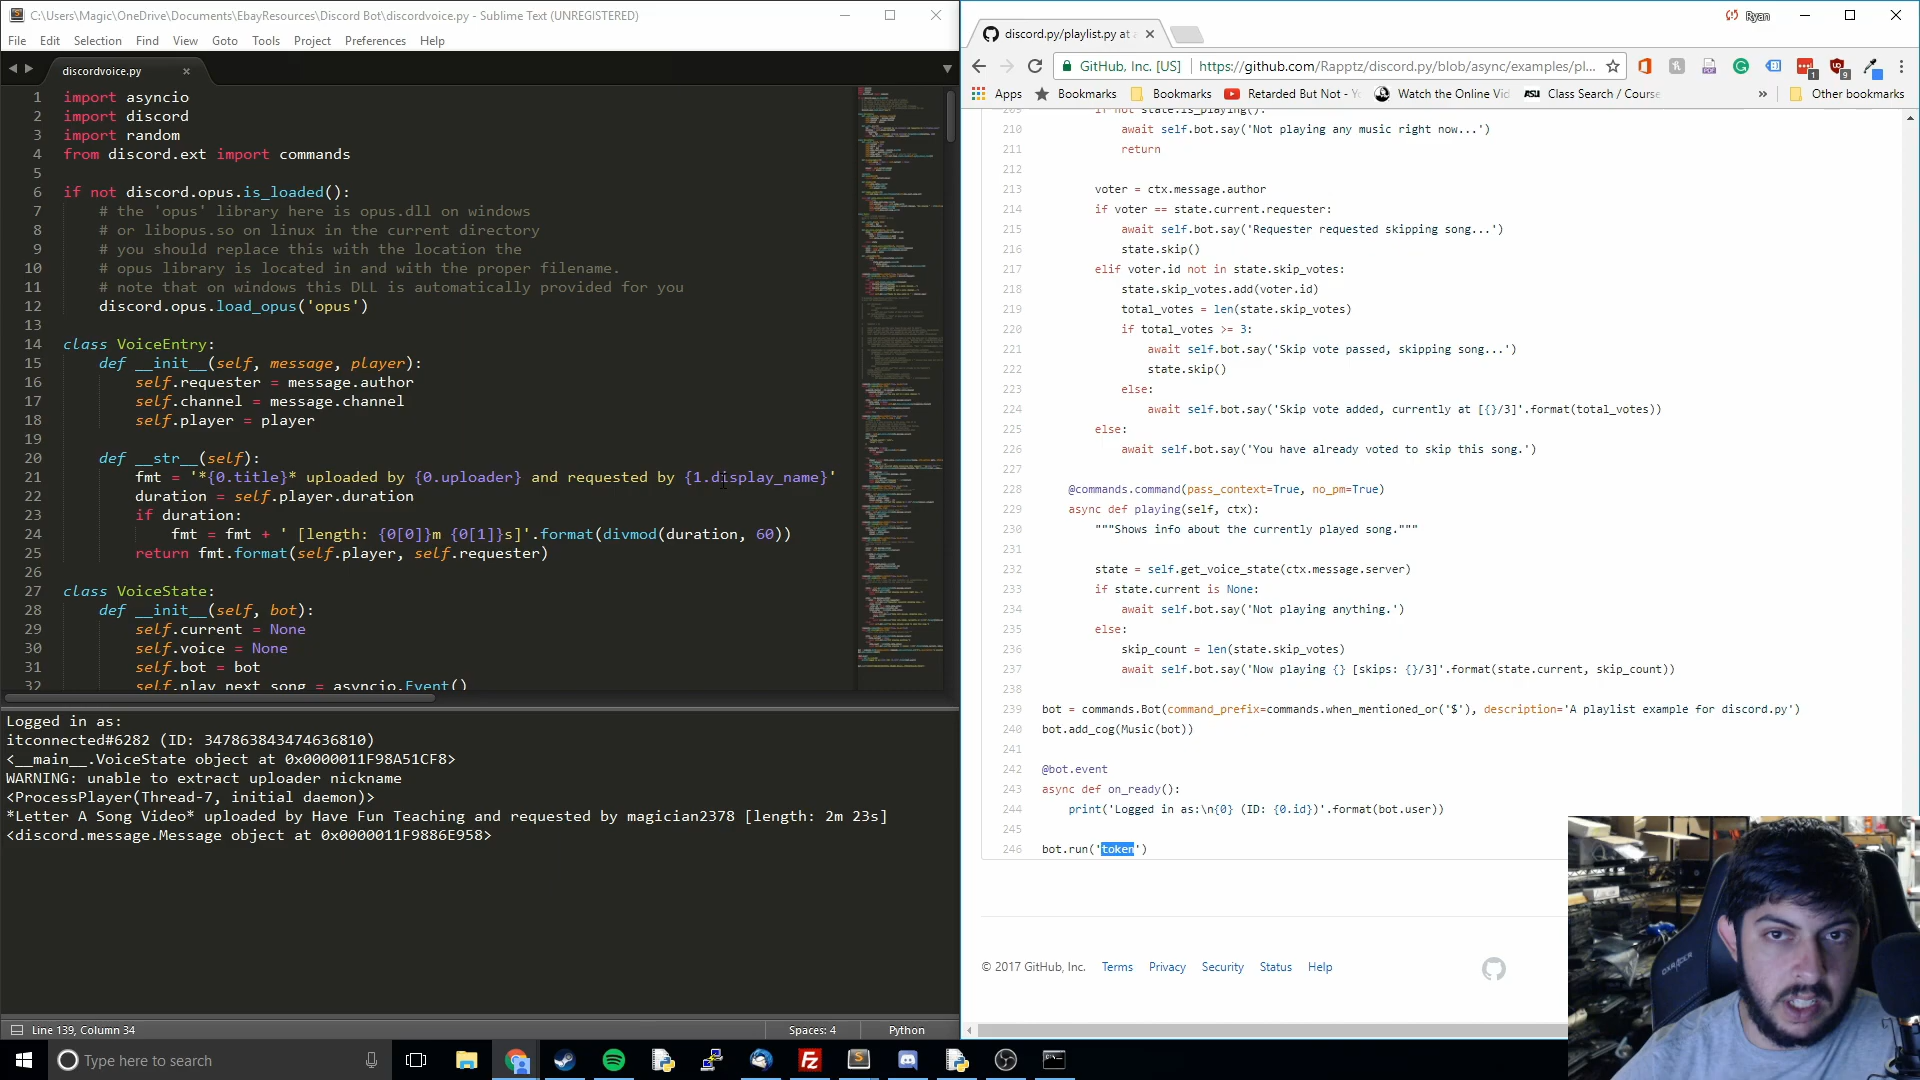 C:\Users\Magic\OneDrive\Documents\EbayResources\Discord Bot\discordvoice.py - Sublime Text (UNREGISTERED)
File Edit Selection Find View Goto Tools Project Preferences Help
discordvoice.py
1 import asyncio
2 import discord
3 import random
4 from discord.ext import commands
5
6 if not discord.opus.is_loaded():
7 # the 'opus' library here is opus.dll on windows
8 # or libopus.so on linux in the current directory
9 # you should replace this with the location the
10 # opus library is located in and with the proper filename.
11 # note that on windows this DLL is automatically provided for you
12 discord.opus.load_opus('opus')
13
14 class VoiceEntry:
15 def __init__(self, message, player):
16 self.requester = message.author
17 self.channel = message.channel
18 self.player = player
19
20 def __str__(self):
21 fmt = '*{0.title}* uploaded by {0.uploader} and requested by {1.display_name}'
22 duration = self.player.duration
23 if duration:
24 fmt = fmt + ' [length: {0[0]}m {0[1]}s]'.format(divmod(duration, 60))
25 return fmt.format(self.player, self.requester)
26
27 class VoiceState:
28 def __init__(self, bot):
29 self.current = None
30 self.voice = None
31 self.bot = bot
32 self.play_next_song = asyncio.Event()
Logged in as:
itconnected#6282 (ID: 347863843474636810)
<__main__.VoiceState object at 0x0000011F98A51CF8>
WARNING: unable to extract uploader nickname
<ProcessPlayer(Thread-7, initial daemon)>
*Letter A Song Video* uploaded by Have Fun Teaching and requested by magician2378 [length: 2m 23s]
<discord.message.Message object at 0x0000011F9886E958>
Line 139, Column 34 Spaces: 4 Python
Ryan
discord.py/playlist.py at a
GitHub, Inc. [US] https://github.com/Rapptz/discord.py/blob/async/examples/pl...
Apps Bookmarks Bookmarks Retarded But Not - Y Watch the Online Vid ASU Class Search / Course » Other bookmarks
209 if not state.is_playing():
210 await self.bot.say('Not playing any music right now...')
211 return
212
213 voter = ctx.message.author
214 if voter == state.current.requester:
215 await self.bot.say('Requester requested skipping song...')
216 state.skip()
217 elif voter.id not in state.skip_votes:
218 state.skip_votes.add(voter.id)
219 total_votes = len(state.skip_votes)
220 if total_votes >= 3:
221 await self.bot.say('Skip vote passed, skipping song...')
222 state.skip()
223 else:
224 await self.bot.say('Skip vote added, currently at [{}/3]'.format(total_votes))
225 else:
226 await self.bot.say('You have already voted to skip this song.')
227
228 @commands.command(pass_context=True, no_pm=True)
229 async def playing(self, ctx):
230 """Shows info about the currently played song."""
231
232 state = self.get_voice_state(ctx.message.server)
233 if state.current is None:
234 await self.bot.say('Not playing anything.')
235 else:
236 skip_count = len(state.skip_votes)
237 await self.bot.say('Now playing {} [skips: {}/3]'.format(state.current, skip_count))
238
239 bot = commands.Bot(command_prefix=commands.when_mentioned_or('$'), description='A playlist example for discord.py')
240 bot.add_cog(Music(bot))
241
242 @bot.event
243 async def on_ready():
244 print('Logged in as:\n{0} (ID: {0.id})'.format(bot.user))
245
246 bot.run('token')
© 2017 GitHub, Inc. Terms Privacy Security Status Help
Type here to search